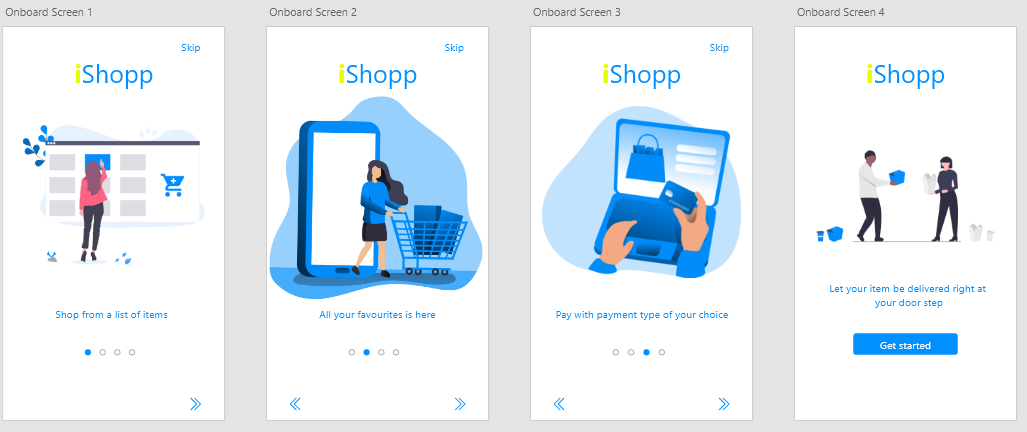 Onboard Screen 1
Skip
iShopp
Shop from a list of items
Onboard Screen 2
Skip
iShopp
All your favourites is here
Onboard Screen 3
Skip
iShopp
Pay with payment type of your choice
Onboard Screen 4
iShopp
Let your item be delivered right at
your door step
Get started